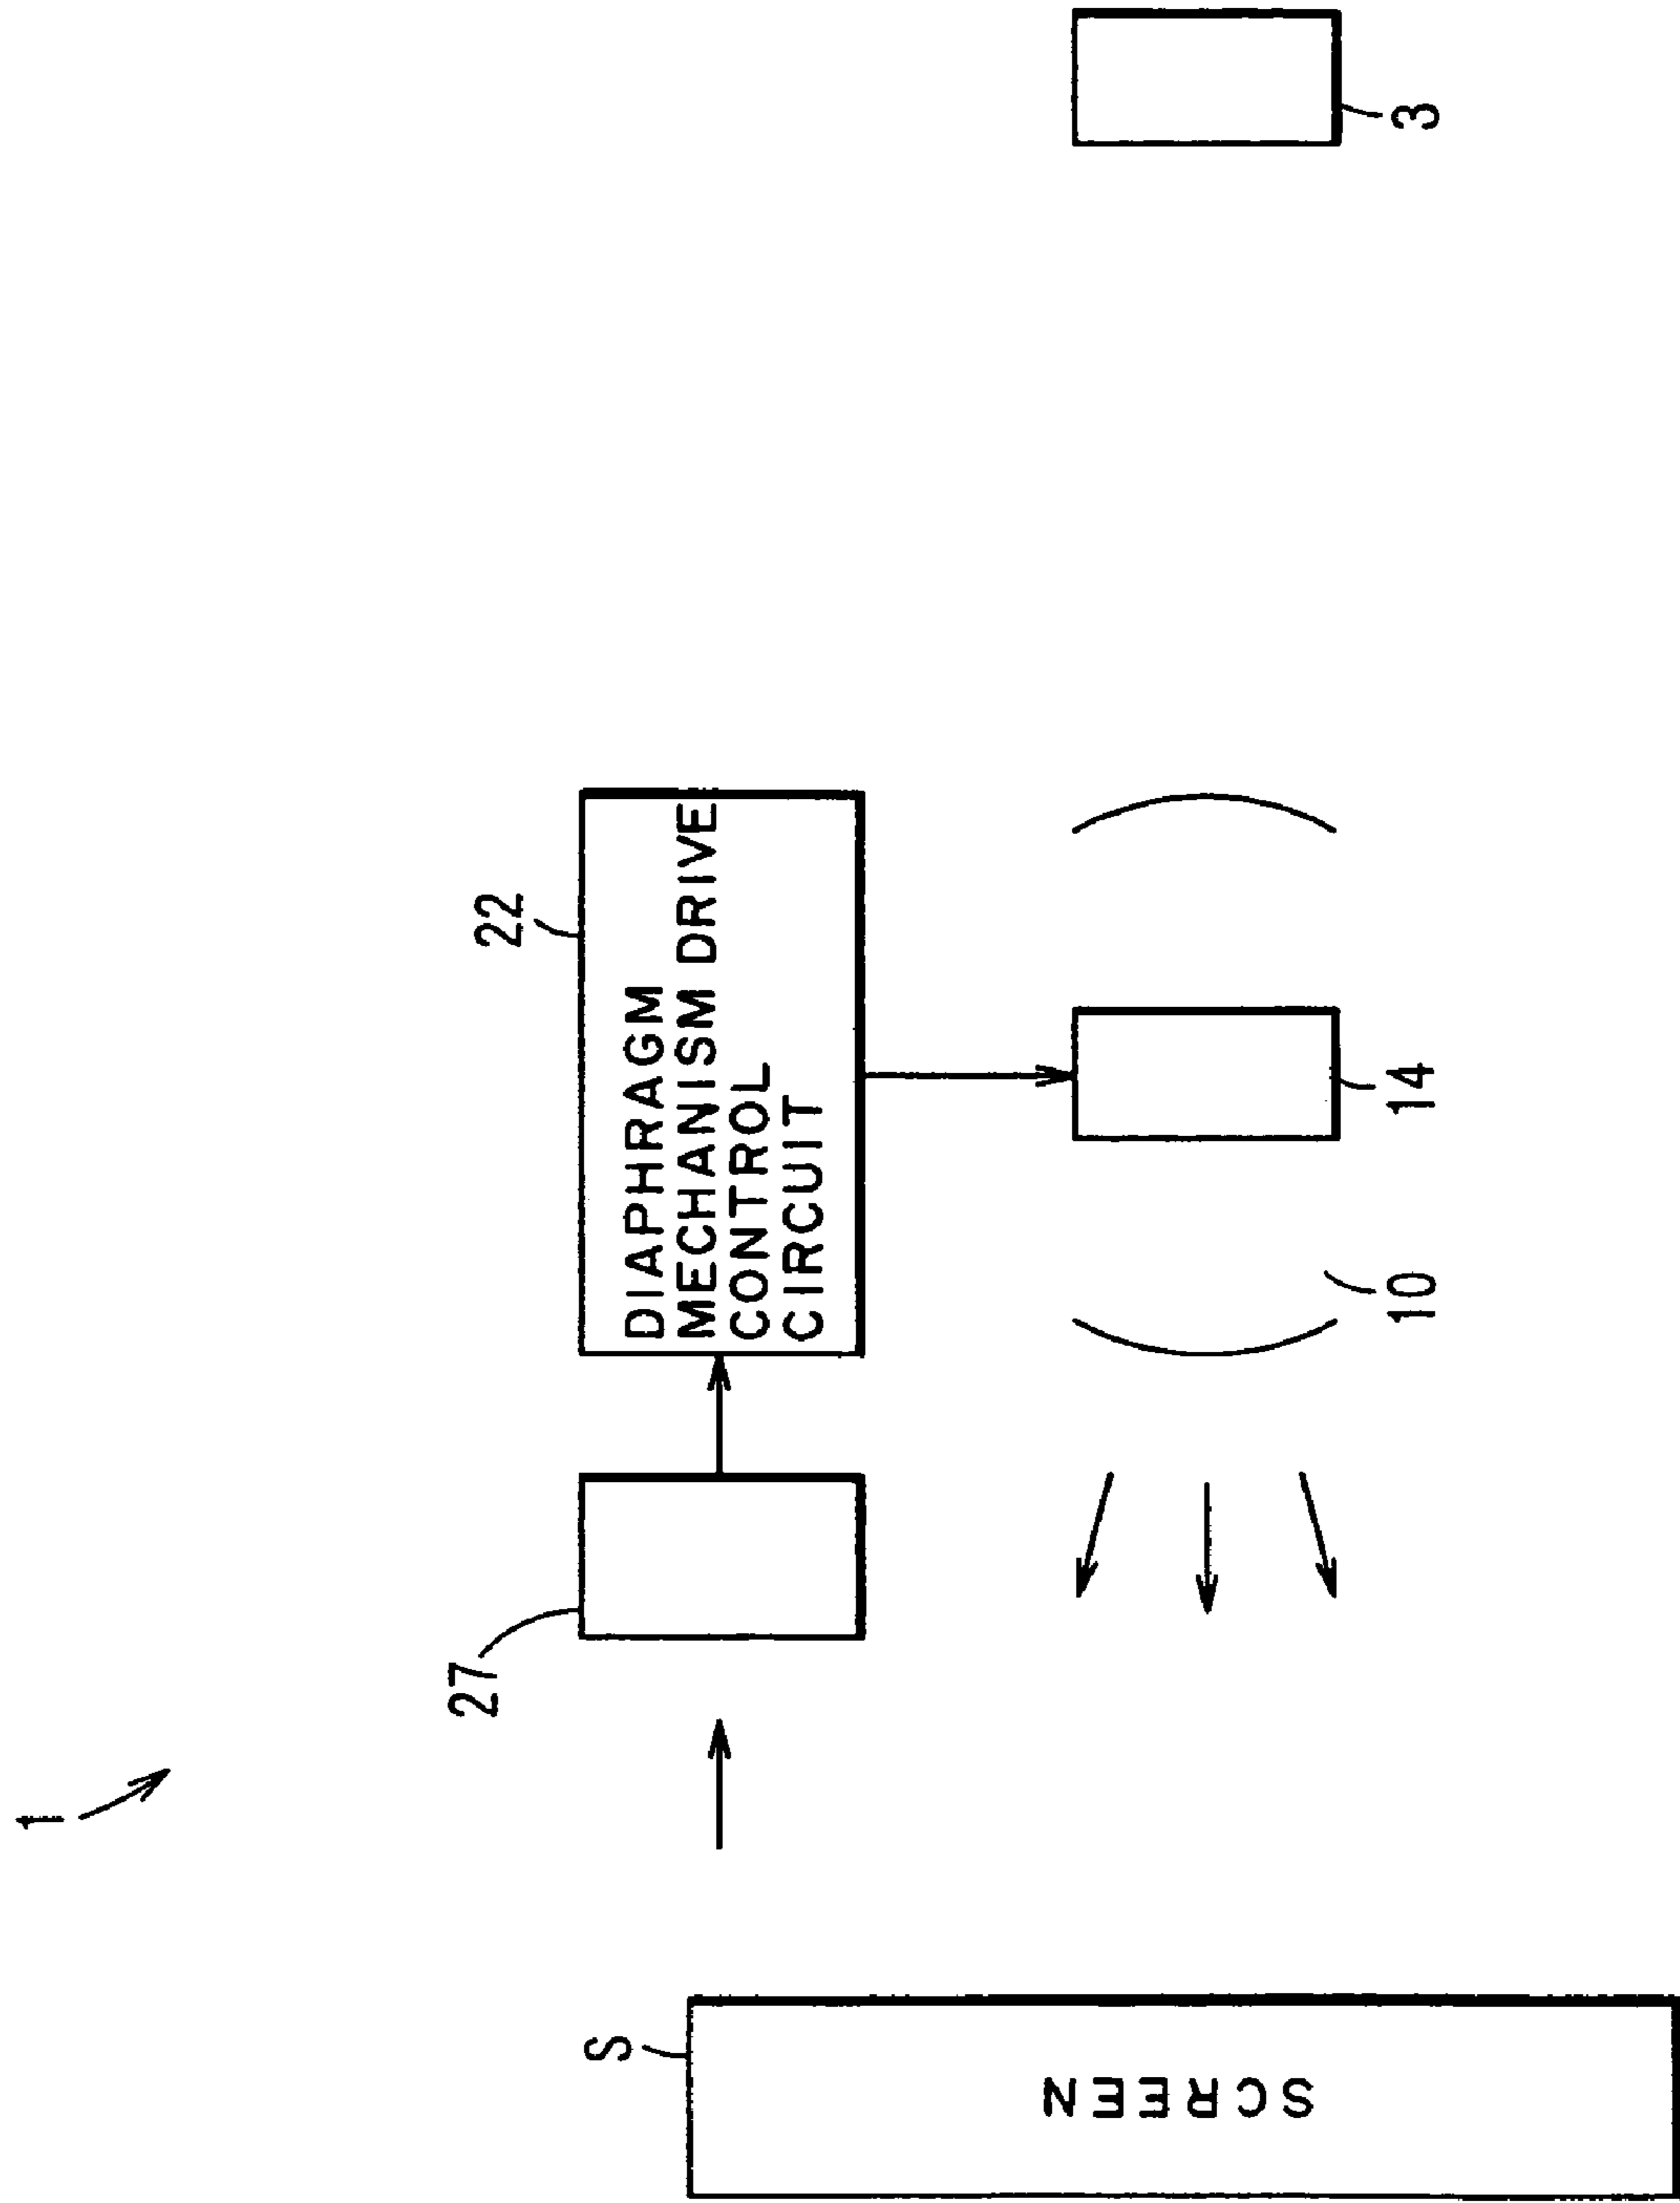 1
S
SCREEN
27
22
DIAPHRAGM
MECHANISM DRIVE
CONTROL
CIRCUIT
10
14
3